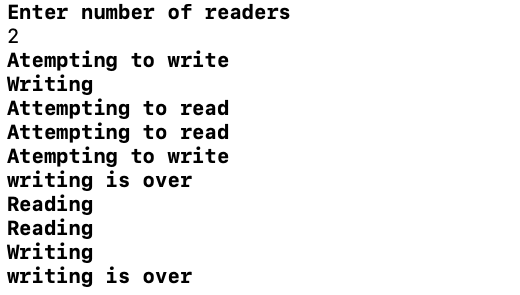 Enter number of readers
2
Atempting to write
Writing
Attempting to read
Attempting to read
Atempting to write
writing is over
Reading
Reading
Writing
writing is over